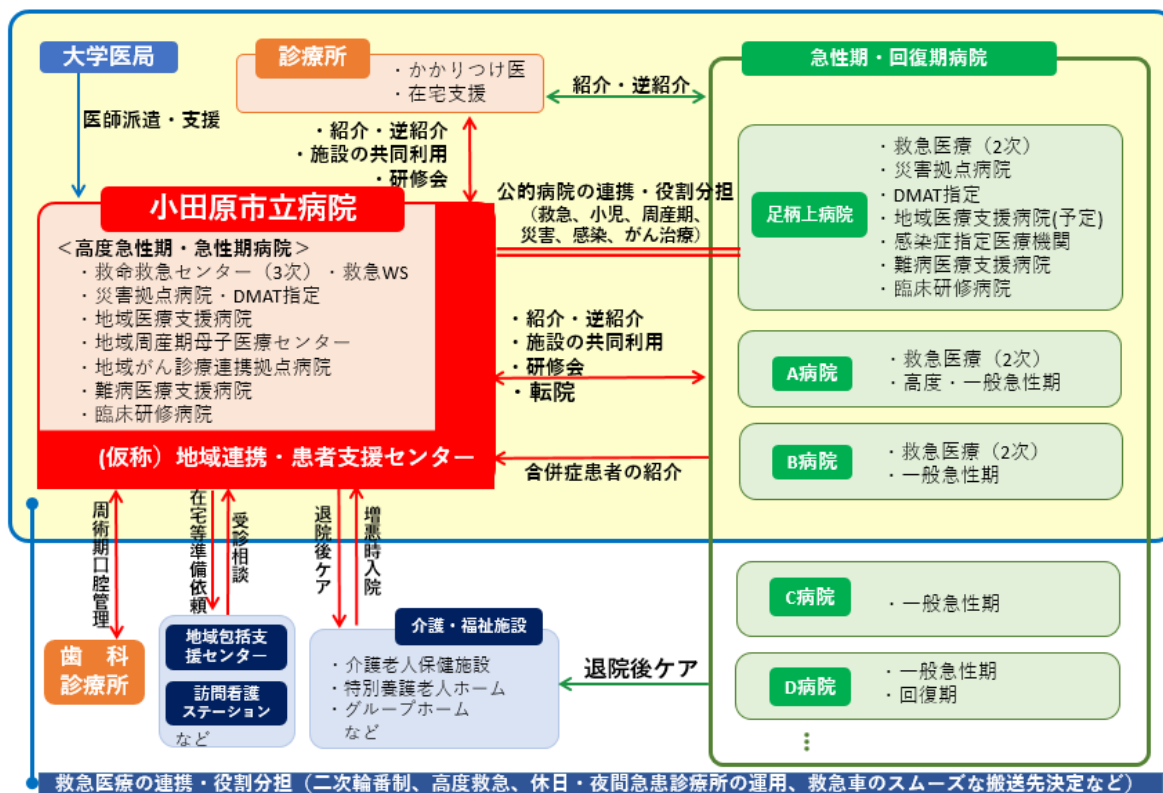 大学医局
医師派遣・支援
診療所
・かかりつけ医
・在宅支援
紹介・逆紹介
・紹介・逆紹介
・施設の共同利用
・研修会
急性期・回復期病院
小田原市立病院
＜高度急性期・急性期病院＞
・救命救急センター（3次）・救急WS
・災害拠点病院・DMAT指定
・地域医療支援病院
・地域周産期母子医療センター
・地域がん診療連携拠点病院
・難病医療支援病院
・臨床研修病院
(仮称）地域連携・患者支援センター
公的病院の連携・役割分担
（救急、小児、周産期、
災害、感染、がん治療）
・紹介・逆紹介
・施設の共同利用
・研修会
・転院
合併症患者の紹介
足柄上病院
・救急医療（2次）
・災害拠点病院
・DMAT指定
・地域医療支援病院(予定)
・感染症指定医療機関
・難病医療支援病院
・臨床研修病院
A病院
・救急医療（2次）
・高度・一般急性期
B病院
・救急医療（2次）
・一般急性期
C病院
・一般急性期
D病院
・一般急性期
・回復期
周術期口腔管理
在宅等準備依頼
受診相談
退院後ケア
増悪時入院
歯　科
診療所
地域包括支
援センター
訪問看護
ステーション
など
介護・福祉施設
・介護老人保健施設
・特別養護老人ホーム
・グループホーム
など
退院後ケア
救急医療の連携・役割分担（二次輪番制、高度救急、休日・夜間急患診療所の運用、救急車のスムーズな搬送先決定など）